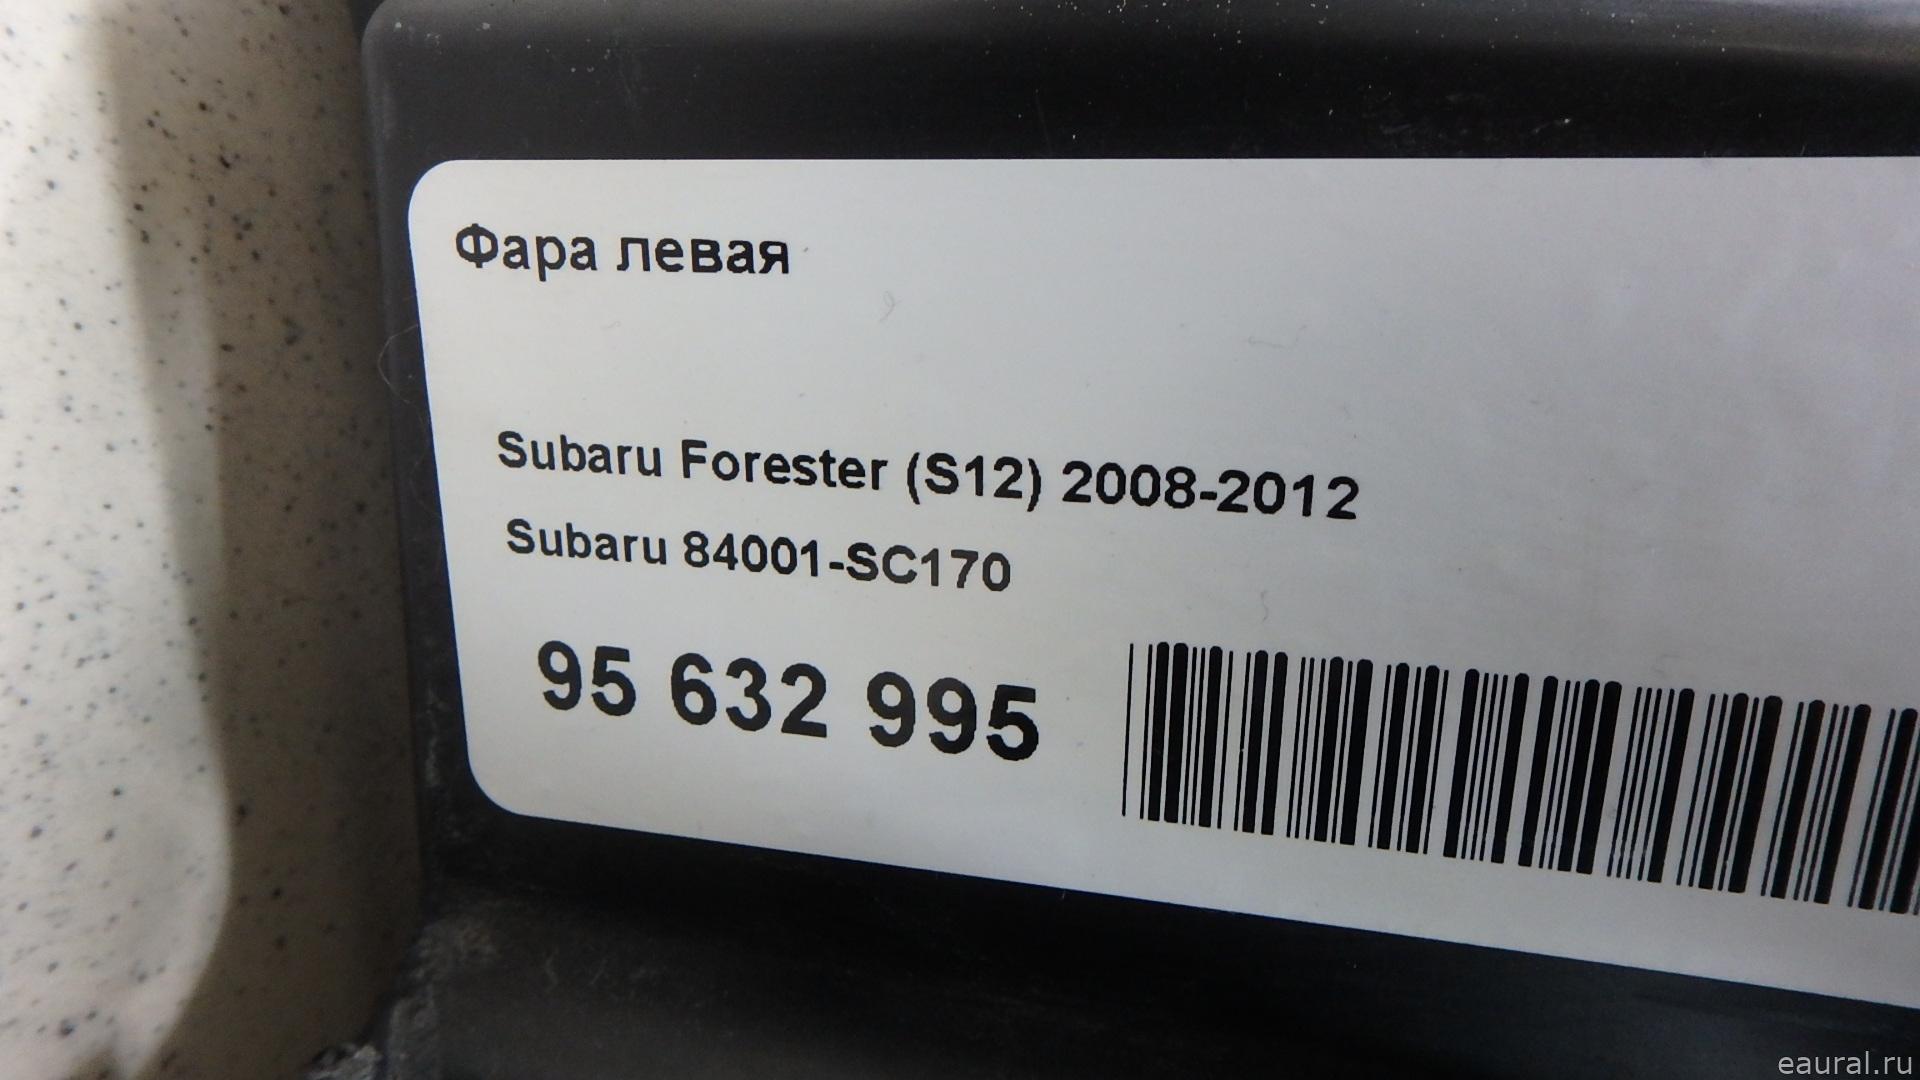 Фара левая
Subaru Forester (S12) 2008-2012
Subaru 84001-SC170
95 632 995
eaural.ru